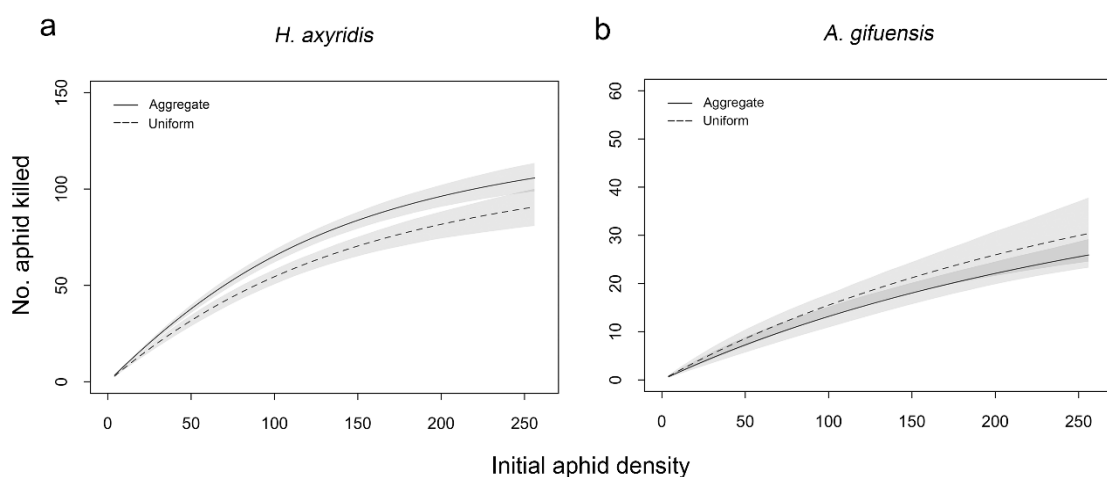 a
H. axyridis
b
A. gifuensis
No. aphid killed
150
100
50
0
Aggregate
Uniform
0 50 100 150 200 250
60
50
40
30
20
10
0
Aggregate
Uniform
0 50 100 150 200 250
Initial aphid density